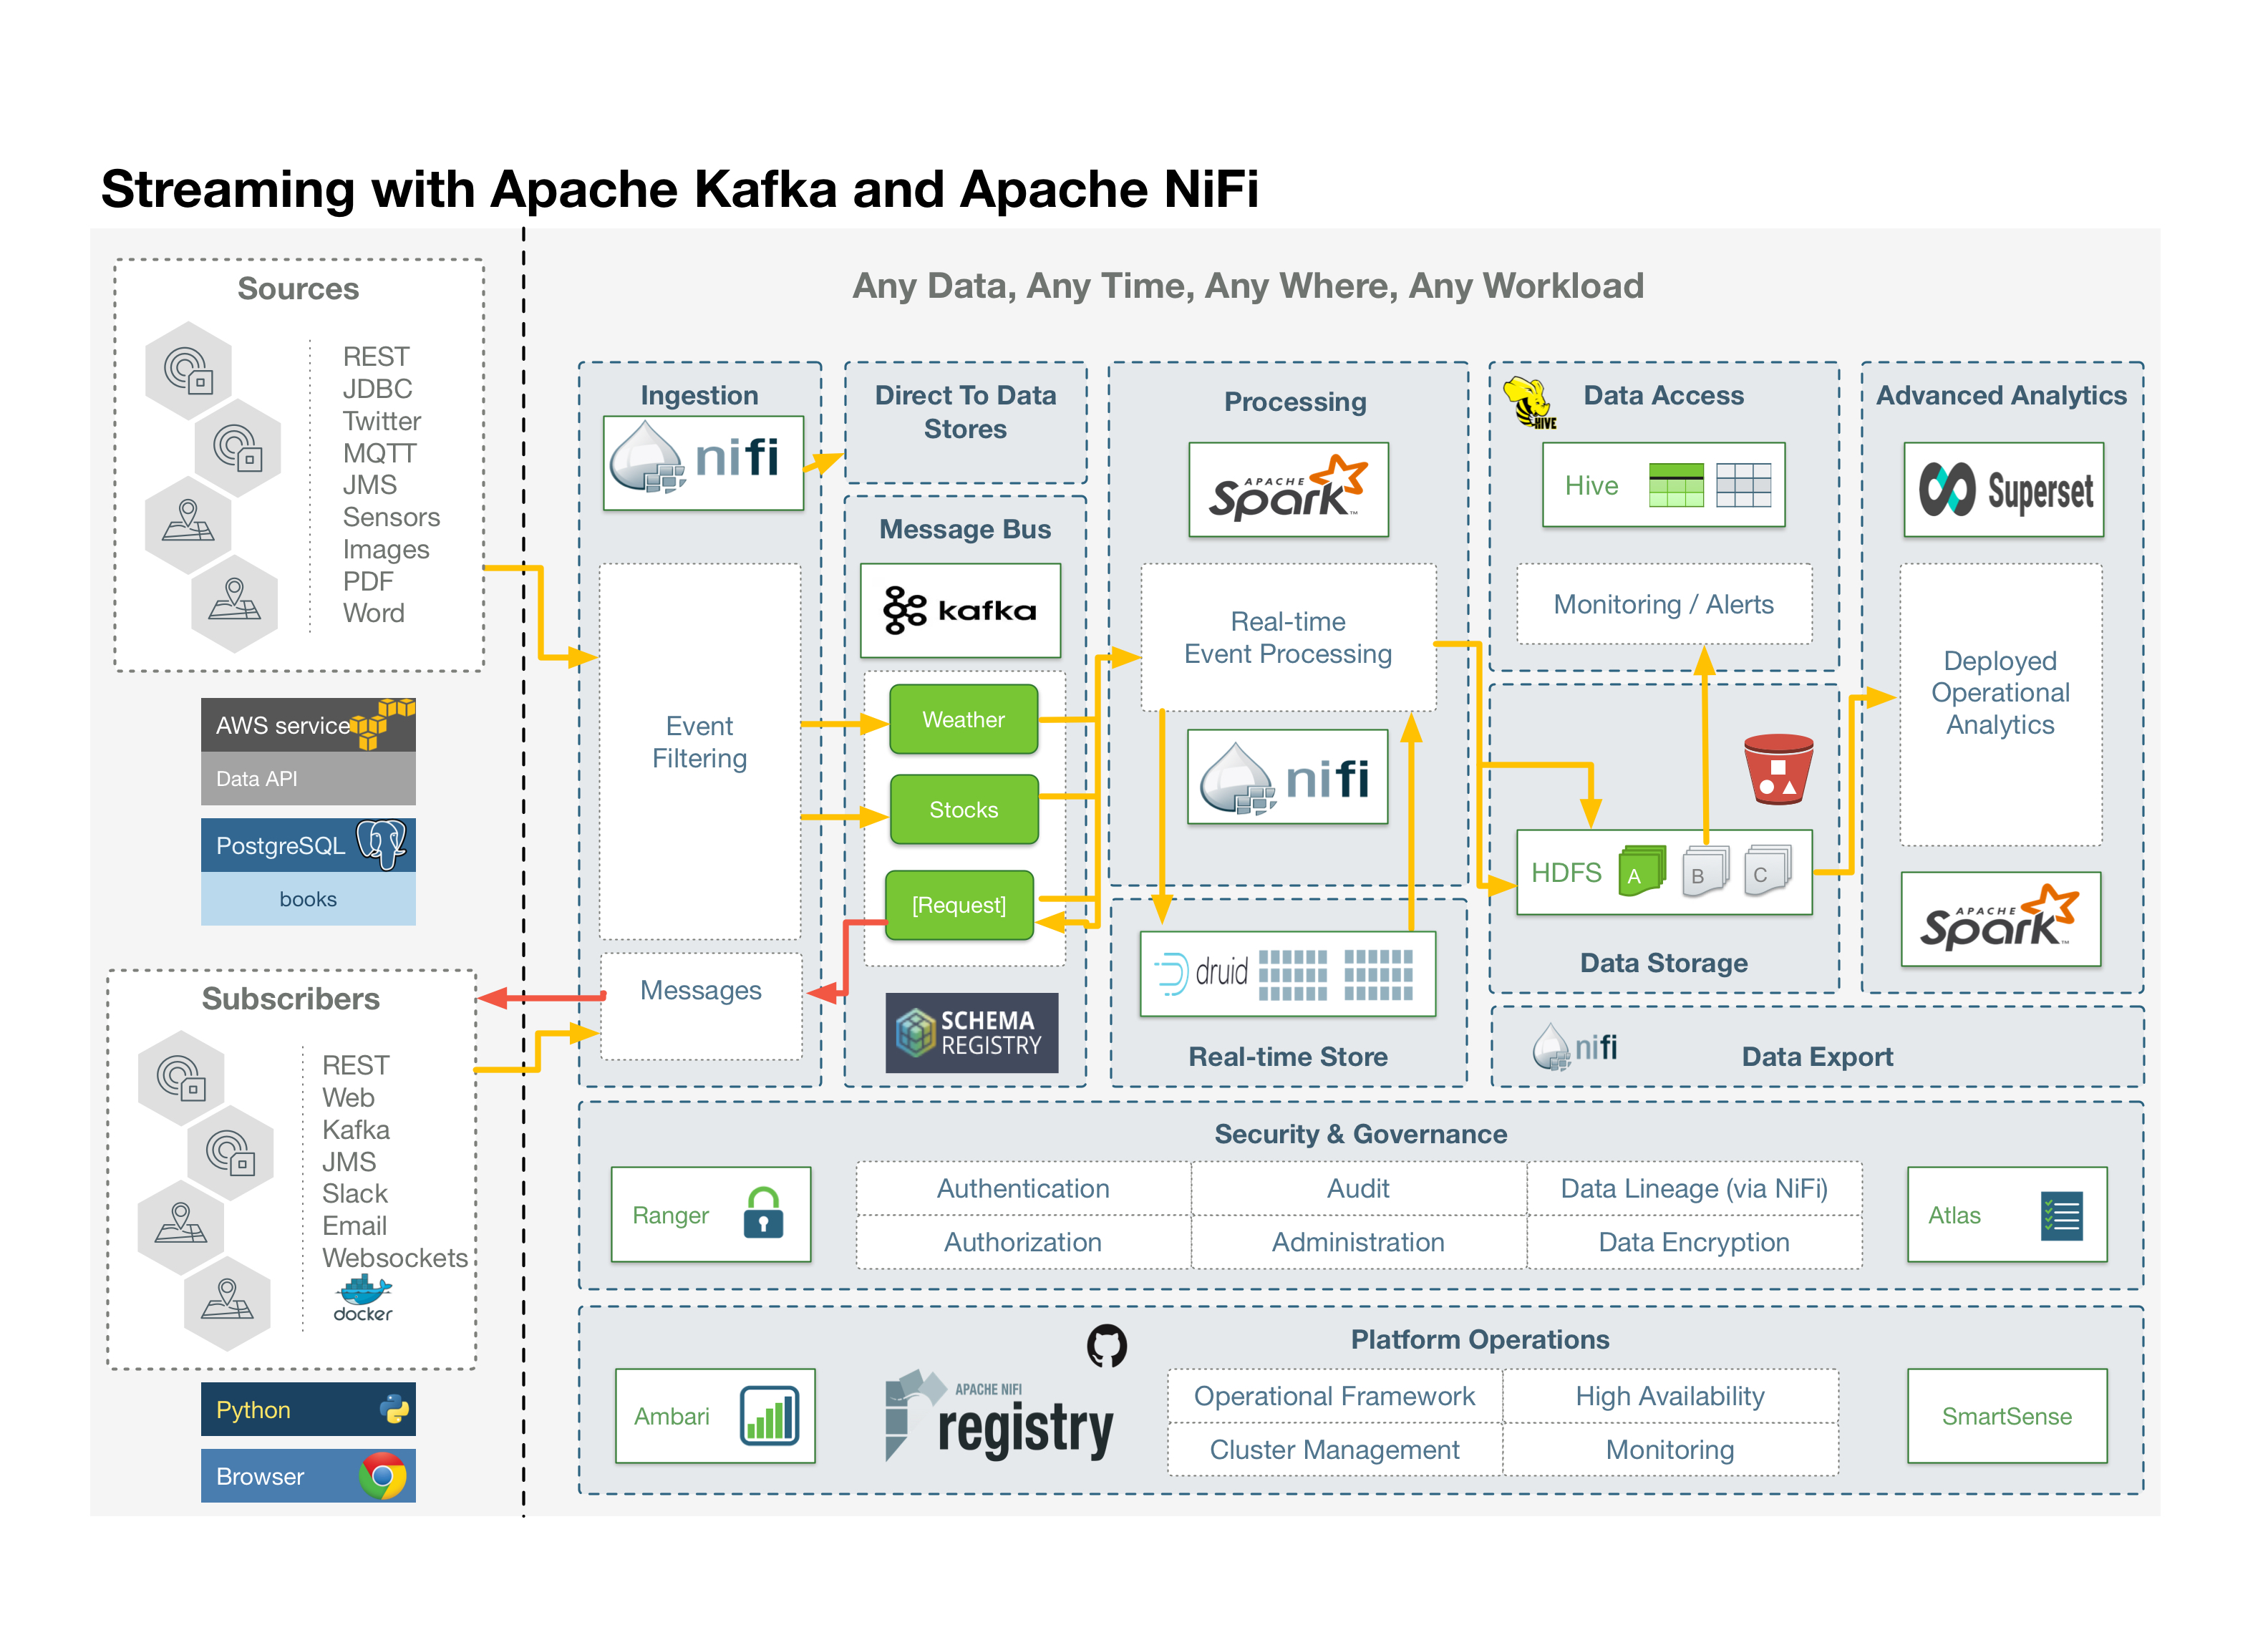 Streaming with Apache Kafka and Apache NiFi
Any Data, Any Time, Any Where, Any Workload
Sources
REST
JDBC
Twitter
MQTT
JMS
Sensors
Images
PDF
Word
AWS service
Data API
PostgreSQL
books
Subscribers
REST
Web
Kafka
JMS
Slack
Email
Websockets
docker
Python
Browser
Ingestion
nifi
Event
Filtering
Messages
Direct To Data
Stores
Message Bus
kafka
Weather
Stocks
[Request]
SCHEMA
REGISTRY
Processing
APACHE
Spark™
Real-time
Event Processing
nifi
druid
Real-time Store
HIVE
Data Access
Hive
Monitoring / Alerts
HDFS
A
B
C
Data Storage
Advanced Analytics
Superset
Deployed
Operational
Analytics
APACHE
Spark™
nifi
Data Export
Security & Governance
Ranger
Authentication
Audit
Data Lineage (via NiFi)
Authorization
Administration
Data Encryption
Atlas
Platform Operations
Ambari
APACHE NIFI
registry
Operational Framework
High Availability
Cluster Management
Monitoring
SmartSense